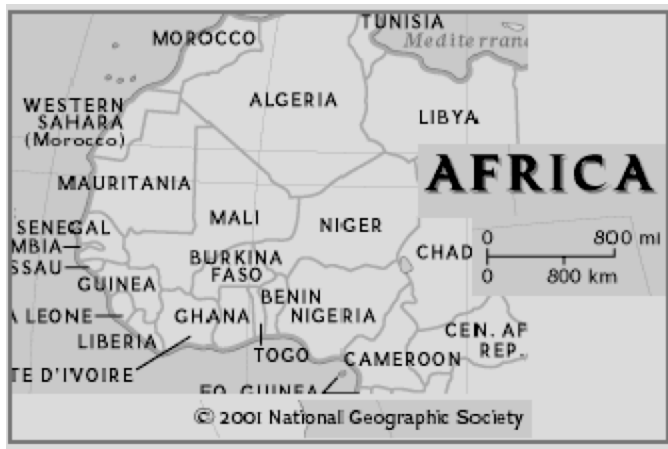 TUNISIA
MOROCCO
Mediterrane
ALGERIA
WESTERN
SAHARA
(Morocco)
LIBYA
AFRICA
MAURITANIA
MALI
NIGER
SENEGAL
MBIA
SSAU
0 800 mi
CHAD
0 800 km
BURKINA
FASO
GUINEA
BENIN
NIGERIA
A LEONE
GHANA
CEN. AF
REP.
LIBERIA
TOGO
CAMEROON
TE D'IVOIRE
EQ. GUINEA
© 2001 National Geographic Society